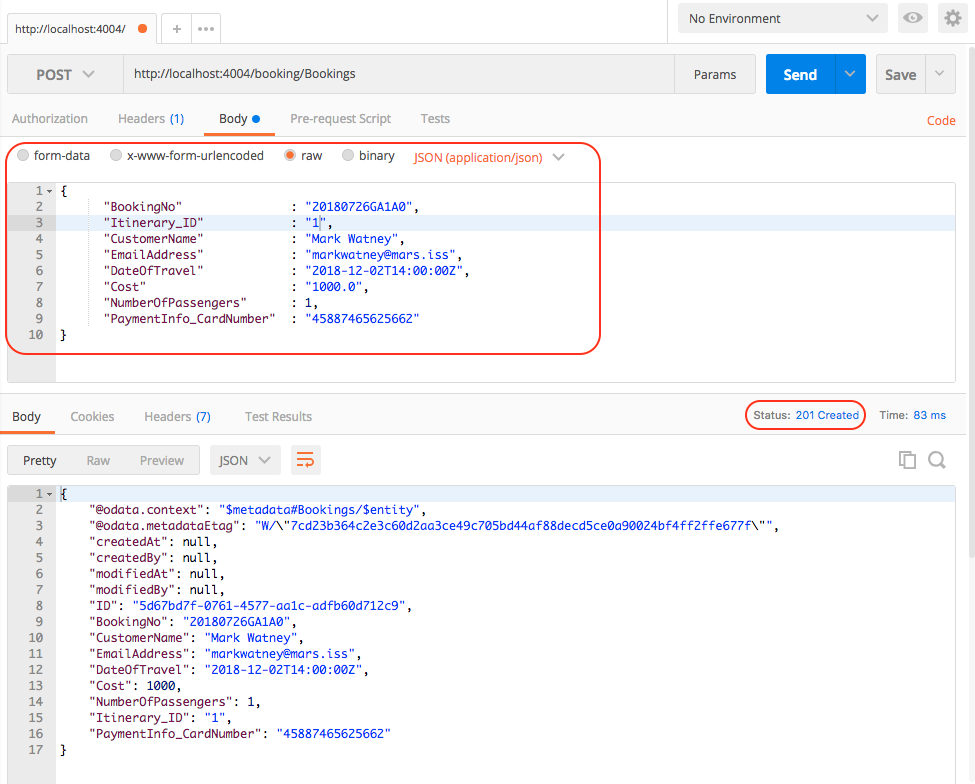 http://localhost:4004/ + ••• No Environment
POST http://localhost:4004/booking/Bookings Params Send Save
Authorization Headers (1) Body Pre-request Script Tests Code
form-data x-www-form-urlencoded raw binary JSON (application/json)
1 {
2 "BookingNo" : "20180726GA1A0",
3 "Itinerary_ID" : "1",
4 "CustomerName" : "Mark Watney",
5 "EmailAddress" : "markwatney@mars.iss",
6 "DateOfTravel" : "2018-12-02T14:00:00Z",
7 "Cost" : "1000.0",
8 "NumberOfPassengers" : 1,
9 "PaymentInfo_CardNumber" : "45887465625662"
10 }
Body Cookies Headers (7) Test Results Status: 201 Created Time: 83 ms
Pretty Raw Preview JSON
1 {
2 "@odata.context": "$metadata#Bookings/$entity",
3 "@odata.metadataEtag": "W/\"7cd23b364c2e3c60d2aa3ce49c705bd44af88decd5ce0a90024bf4ff2ffe677f\"",
4 "createdAt": null,
5 "createdBy": null,
6 "modifiedAt": null,
7 "modifiedBy": null,
8 "ID": "5d67bd7f-0761-4577-aa1c-adfb60d712c9",
9 "BookingNo": "20180726GA1A0",
10 "CustomerName": "Mark Watney",
11 "EmailAddress": "markwatney@mars.iss",
12 "DateOfTravel": "2018-12-02T14:00:00Z",
13 "Cost": 1000,
14 "NumberOfPassengers": 1,
15 "Itinerary_ID": "1",
16 "PaymentInfo_CardNumber": "45887465625662"
17 }